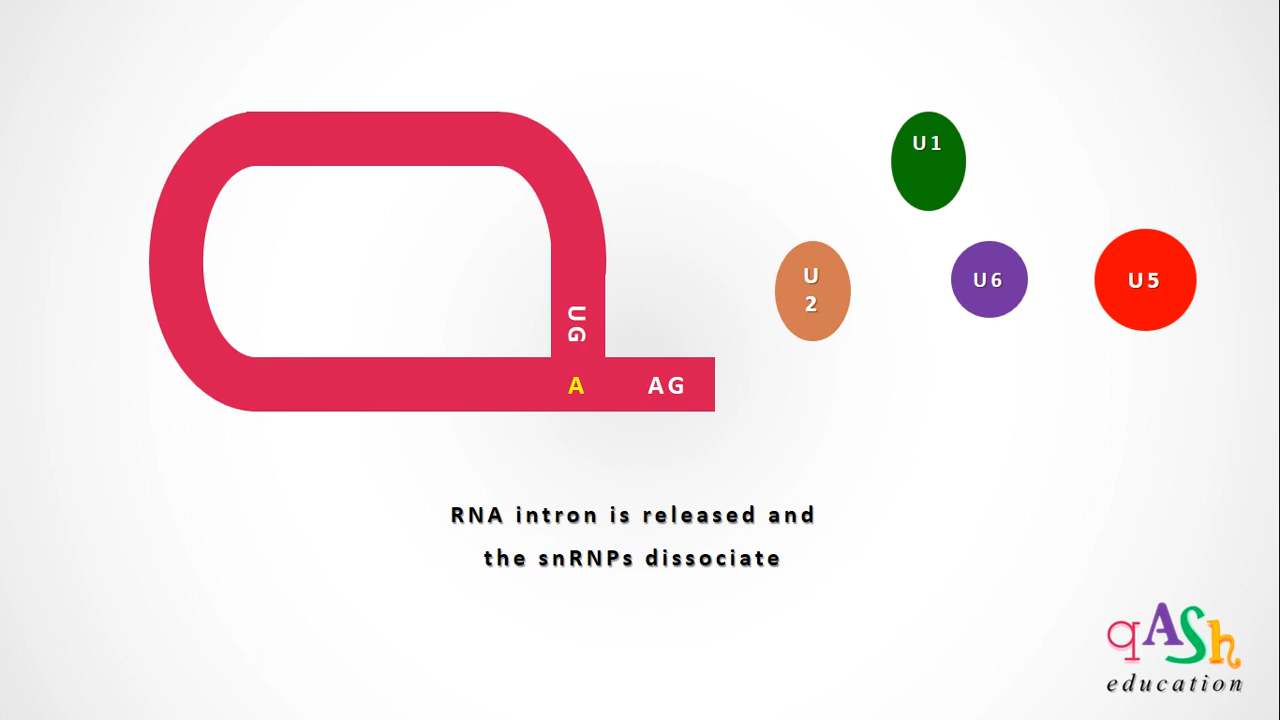 U1
U
2
U6
U5
UG
A
AG
RNA intron is released and
the snRNPs dissociate
qASh
education